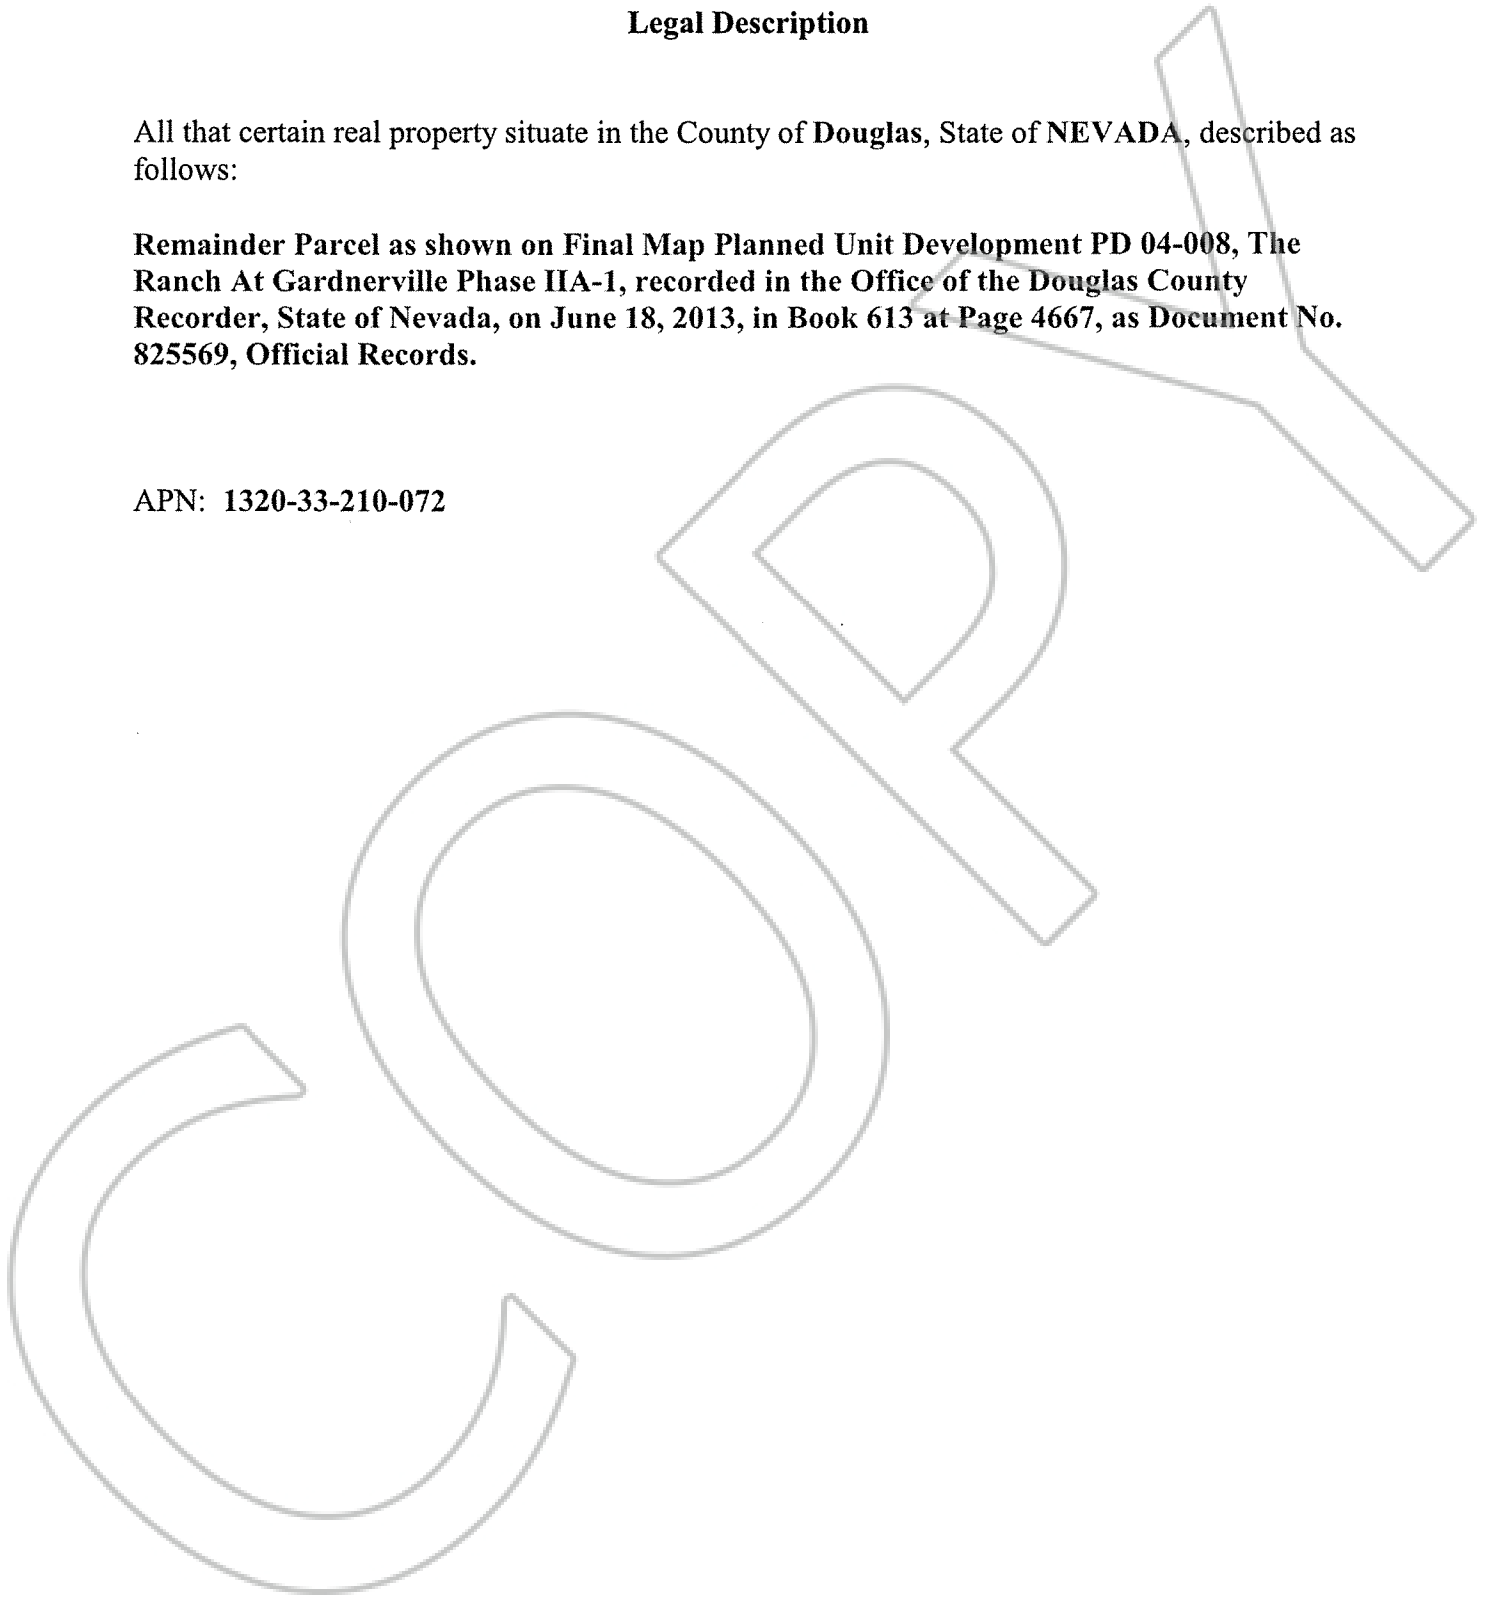 Legal Description
All that certain real property situate in the County of Douglas, State of NEVADA, described as
follows:
Remainder Parcel as shown on Final Map Planned Unit Development PD 04-008, The
Ranch At Gardnerville Phase IIA-1, recorded in the Office of the Douglas County
Recorder, State of Nevada, on June 18, 2013, in Book 613 at Page 4667, as Document No.
825569, Official Records.
APN: 1320-33-210-072
COPY